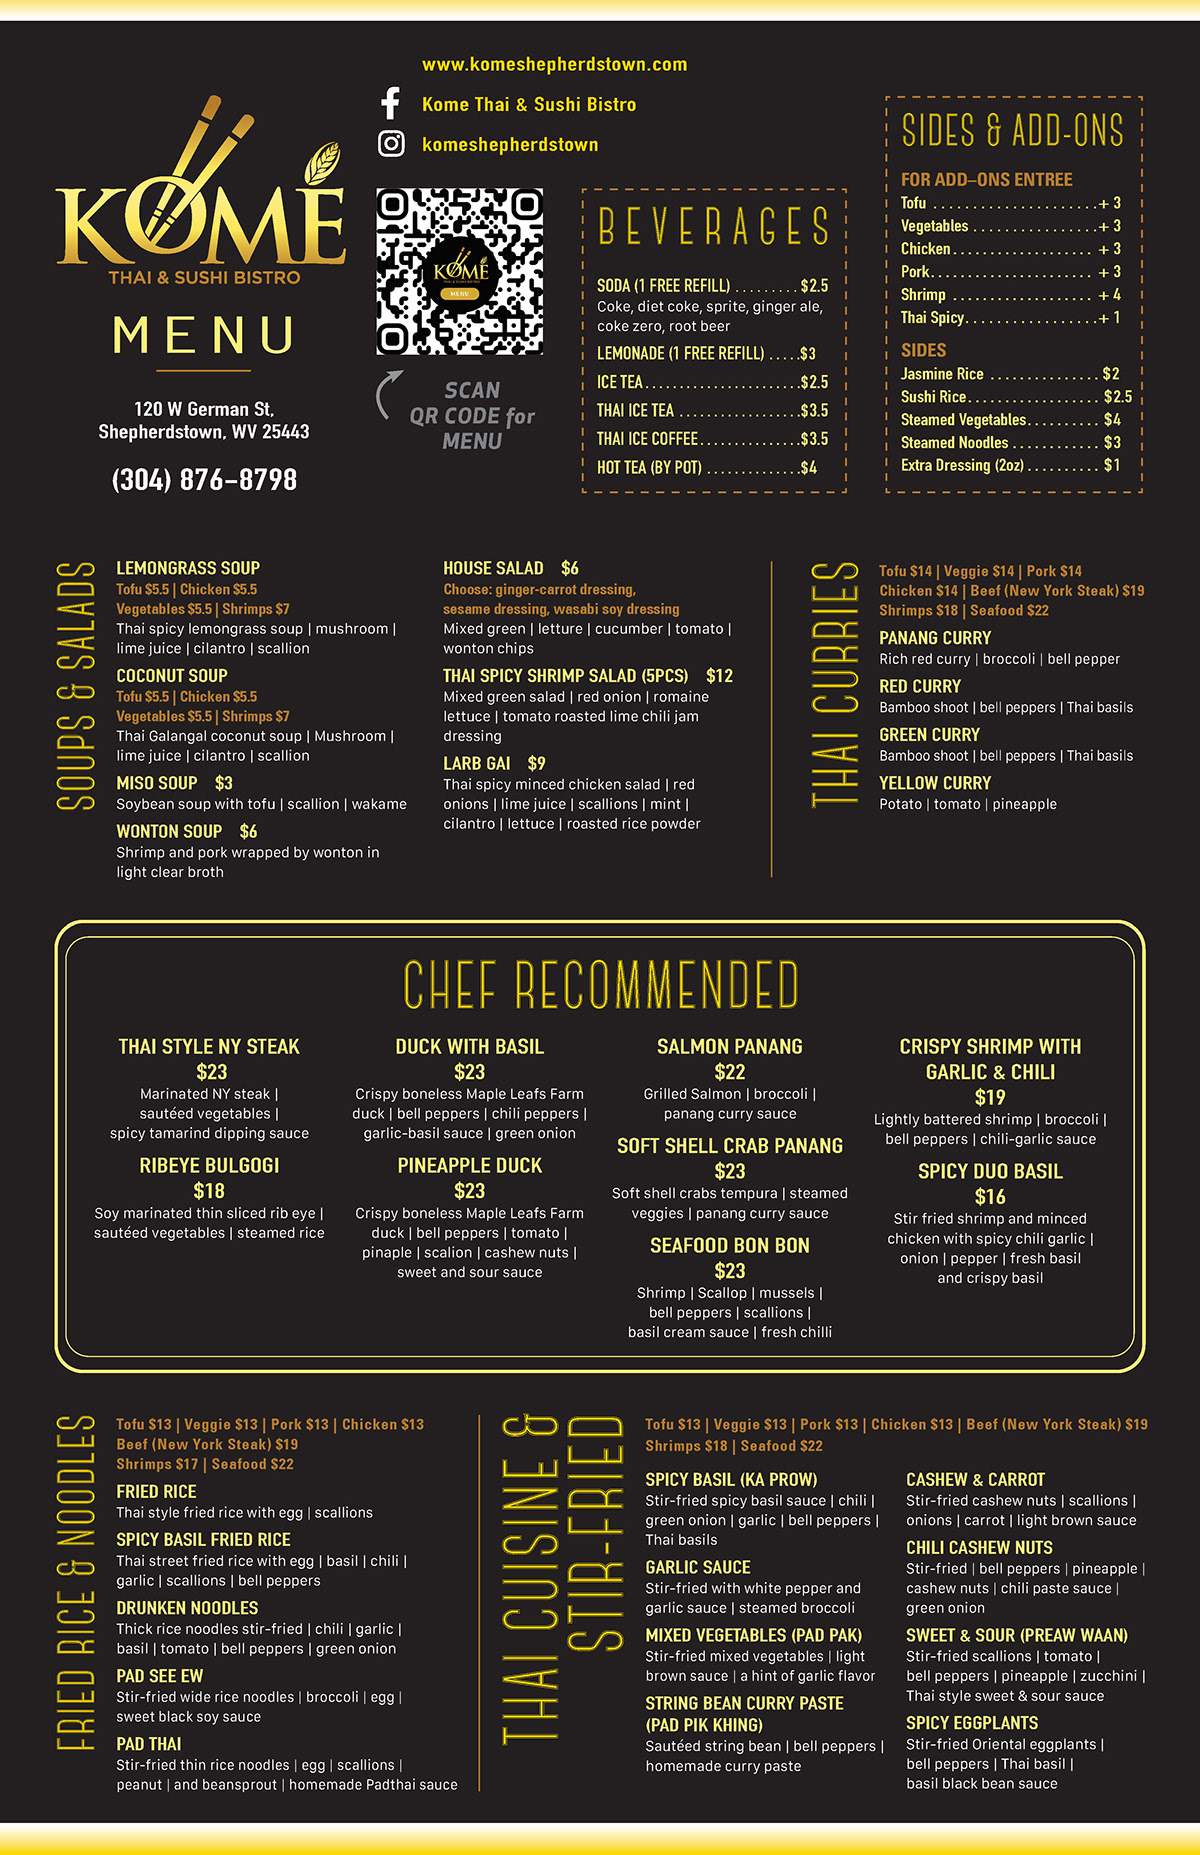 www.komeshepherdstown.com
Kome Thai & Sushi Bistro
komeshepherdstown
KOMÉ
THAI & SUSHI BISTRO
MENU
120 W German St,
Shepherdstown, WV 25443
(304) 876-8798
KOMÉ
THAI & SUSHI BISTRO
MENU
SCAN
QR CODE for
MENU
BEVERAGES
SODA (1 FREE REFILL) . . . . . . . . . $2.5
Coke, diet coke, sprite, ginger ale,
coke zero, root beer
LEMONADE (1 FREE REFILL) . . . . . $3
ICE TEA . . . . . . . . . . . . . . . . . . . . $2.5
THAI ICE TEA . . . . . . . . . . . . . . . $3.5
THAI ICE COFFEE . . . . . . . . . . . . . $3.5
HOT TEA (BY POT) . . . . . . . . . . . . . $4
SIDES & ADD-ONS
FOR ADD–ONS ENTREE
Tofu . . . . . . . . . . . . . . . . . . . . . + 3
Vegetables . . . . . . . . . . . . . . . . + 3
Chicken . . . . . . . . . . . . . . . . . . + 3
Pork . . . . . . . . . . . . . . . . . . . . . + 3
Shrimp . . . . . . . . . . . . . . . . . . + 4
Thai Spicy . . . . . . . . . . . . . . . . . + 1
SIDES
Jasmine Rice . . . . . . . . . . . . . . $2
Sushi Rice . . . . . . . . . . . . . . . . . $2.5
Steamed Vegetables . . . . . . . . . $4
Steamed Noodles . . . . . . . . . . . $3
Extra Dressing (2oz) . . . . . . . . . . $1
SOUPS & SALADS
LEMONGRASS SOUP
Tofu $5.5 | Chicken $5.5
Vegetables $5.5 | Shrimps $7
Thai spicy lemongrass soup | mushroom |
lime juice | cilantro | scallion
COCONUT SOUP
Tofu $5.5 | Chicken $5.5
Vegetables $5.5 | Shrimps $7
Thai Galangal coconut soup | Mushroom |
lime juice | cilantro | scallion
MISO SOUP $3
Soybean soup with tofu | scallion | wakame
WONTON SOUP $6
Shrimp and pork wrapped by wonton in
light clear broth
HOUSE SALAD $6
Choose: ginger-carrot dressing,
sesame dressing, wasabi soy dressing
Mixed green | letture | cucumber | tomato |
wonton chips
THAI SPICY SHRIMP SALAD (5PCS) $12
Mixed green salad | red onion | romaine
lettuce | tomato roasted lime chili jam
dressing
LARB GAI $9
Thai spicy minced chicken salad | red
onions | lime juice | scallions | mint |
cilantro | lettuce | roasted rice powder
THAI CURRIES
Tofu $14 | Veggie $14 | Pork $14
Chicken $14 | Beef (New York Steak) $19
Shrimps $18 | Seafood $22
PANANG CURRY
Rich red curry | broccoli | bell pepper
RED CURRY
Bamboo shoot | bell peppers | Thai basils
GREEN CURRY
Bamboo shoot | bell peppers | Thai basils
YELLOW CURRY
Potato | tomato | pineapple
CHEF RECOMMENDED
THAI STYLE NY STEAK
$23
Marinated NY steak |
sautéed vegetables |
spicy tamarind dipping sauce
RIBEYE BULGOGI
$18
Soy marinated thin sliced rib eye |
sautéed vegetables | steamed rice
DUCK WITH BASIL
$23
Crispy boneless Maple Leafs Farm
duck | bell peppers | chili peppers |
garlic-basil sauce | green onion
PINEAPPLE DUCK
$23
Crispy boneless Maple Leafs Farm
duck | bell peppers | tomato |
pinaple | scalion | cashew nuts |
sweet and sour sauce
SALMON PANANG
$22
Grilled Salmon | broccoli |
panang curry sauce
SOFT SHELL CRAB PANANG
$23
Soft shell crabs tempura | steamed
veggies | panang curry sauce
SEAFOOD BON BON
$23
Shrimp | Scallop | mussels |
bell peppers | scallions |
basil cream sauce | fresh chilli
CRISPY SHRIMP WITH
GARLIC & CHILI
$19
Lightly battered shrimp | broccoli |
bell peppers | chili-garlic sauce
SPICY DUO BASIL
$16
Stir fried shrimp and minced
chicken with spicy chili garlic |
onion | pepper | fresh basil
and crispy basil
FRIED RICE & NOODLES
Tofu $13 | Veggie $13 | Pork $13 | Chicken $13
Beef (New York Steak) $19
Shrimps $17 | Seafood $22
FRIED RICE
Thai style fried rice with egg | scallions
SPICY BASIL FRIED RICE
Thai street fried rice with egg | basil | chili |
garlic | scallions | bell peppers
DRUNKEN NOODLES
Thick rice noodles stir-fried | chili | garlic |
basil | tomato | bell peppers | green onion
PAD SEE EW
Stir-fried wide rice noodles | broccoli | egg |
sweet black soy sauce
PAD THAI
Stir-fried thin rice noodles | egg | scallions |
peanut | and beansprout | homemade Padthai sauce
THAI CUISINE &
STIR-FRIED
Tofu $13 | Veggie $13 | Pork $13 | Chicken $13 | Beef (New York Steak) $19
Shrimps $18 | Seafood $22
SPICY BASIL (KA PROW)
Stir-fried spicy basil sauce | chili |
green onion | garlic | bell peppers |
Thai basils
GARLIC SAUCE
Stir-fried with white pepper and
garlic sauce | steamed broccoli
MIXED VEGETABLES (PAD PAK)
Stir-fried mixed vegetables | light
brown sauce | a hint of garlic flavor
STRING BEAN CURRY PASTE
(PAD PIK KHING)
Sautéed string bean | bell peppers |
homemade curry paste
CASHEW & CARROT
Stir-fried cashew nuts | scallions |
onions | carrot | light brown sauce
CHILI CASHEW NUTS
Stir-fried | bell peppers | pineapple |
cashew nuts | chili paste sauce |
green onion
SWEET & SOUR (PREAW WAAN)
Stir-fried scallions | tomato |
bell peppers | pineapple | zucchini |
Thai style sweet & sour sauce
SPICY EGGPLANTS
Stir-fried Oriental eggplants |
bell peppers | Thai basil |
basil black bean sauce